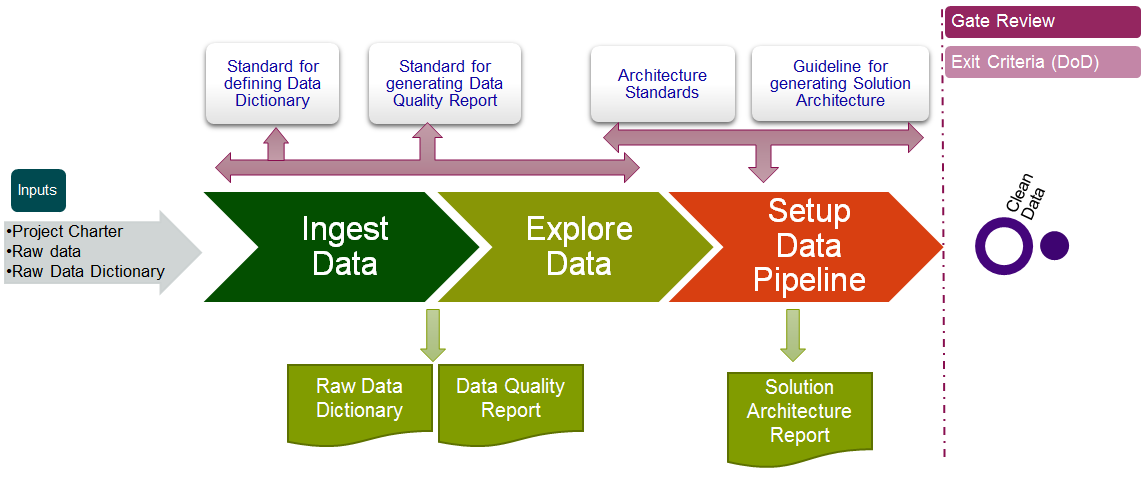 Gate Review
Exit Criteria (DoD)
Standard for
defining Data
Dictionary
Standard for
generating Data
Quality Report
Architecture
Standards
Guideline for
generating Solution
Architecture
Inputs
•Project Charter
•Raw data
•Raw Data Dictionary
Ingest
Data
Explore
Data
Setup
Data
Pipeline
Clean
Data
Raw Data
Dictionary
Data Quality
Report
Solution
Architecture
Report